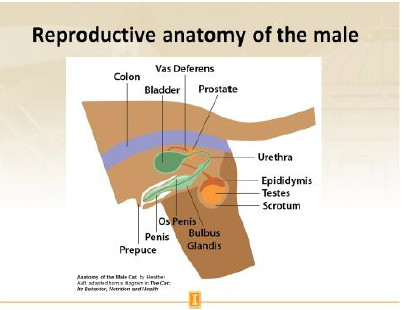 Reproductive anatomy of the male
Vas Deferens
Colon
Bladder
Prostate
Urethra
Epididymis
Testes
Scrotum
Os Penis
Bulbus
Glandis
Penis
Prepuce
Anatomy of the Male Cat by Heather
adapted from a diagram in The Cat:
Its Behavior, Nutrition and Health
I